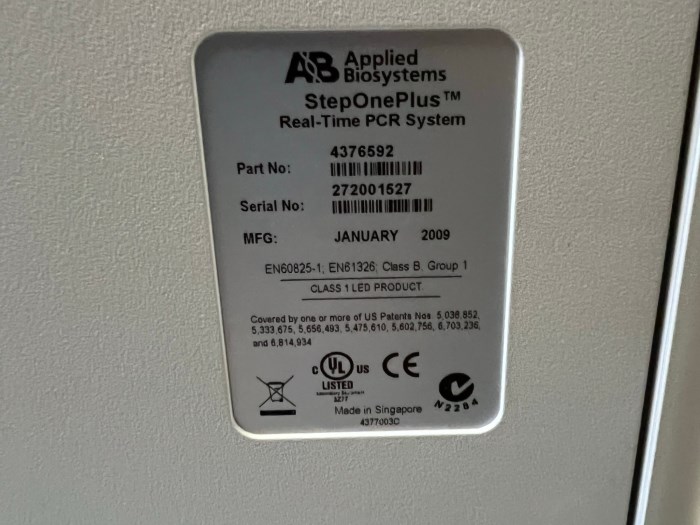 AB Applied
Biosystems
StepOnePlus™
Real-Time PCR System
4376592
Part No:
272001527
Serial No:
MFG: JANUARY 2009
EN60825-1; EN61326; Class B, Group 1
CLASS 1 LED PRODUCT
Covered by one or more of US Patents Nos 5,038,852,
5,333,675, 5,656,493, 5,475,610, 5,602,756, 6,703,236,
and 6,814,934
C UL US CE
LISTED
N2284
Made in Singapore
4377003C